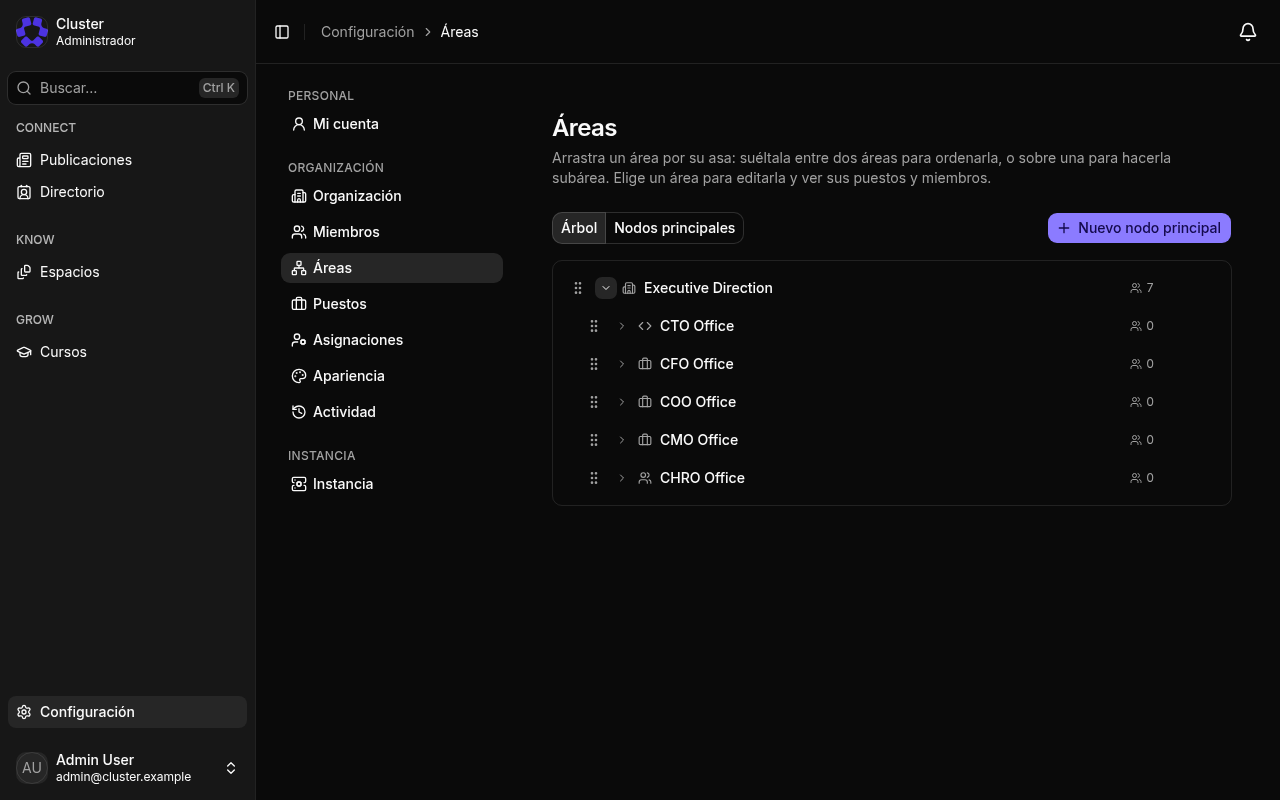 Cluster
Administrador
Buscar...
Ctrl K
CONNECT
Publicaciones
Directorio
KNOW
Espacios
GROW
Cursos
Configuración
AU
Admin User
admin@cluster.example
Configuración > Áreas
PERSONAL
Mi cuenta
ORGANIZACIÓN
Organización
Miembros
Áreas
Puestos
Asignaciones
Apariencia
Actividad
INSTANCIA
Instancia
Áreas
Arrastra un área por su asa: suéltala entre dos áreas para ordenarla, o sobre una para hacerla
subárea. Elige un área para editarla y ver sus puestos y miembros.
Árbol
Nodos principales
Nuevo nodo principal
Executive Direction 7
CTO Office 0
CFO Office 0
COO Office 0
CMO Office 0
CHRO Office 0